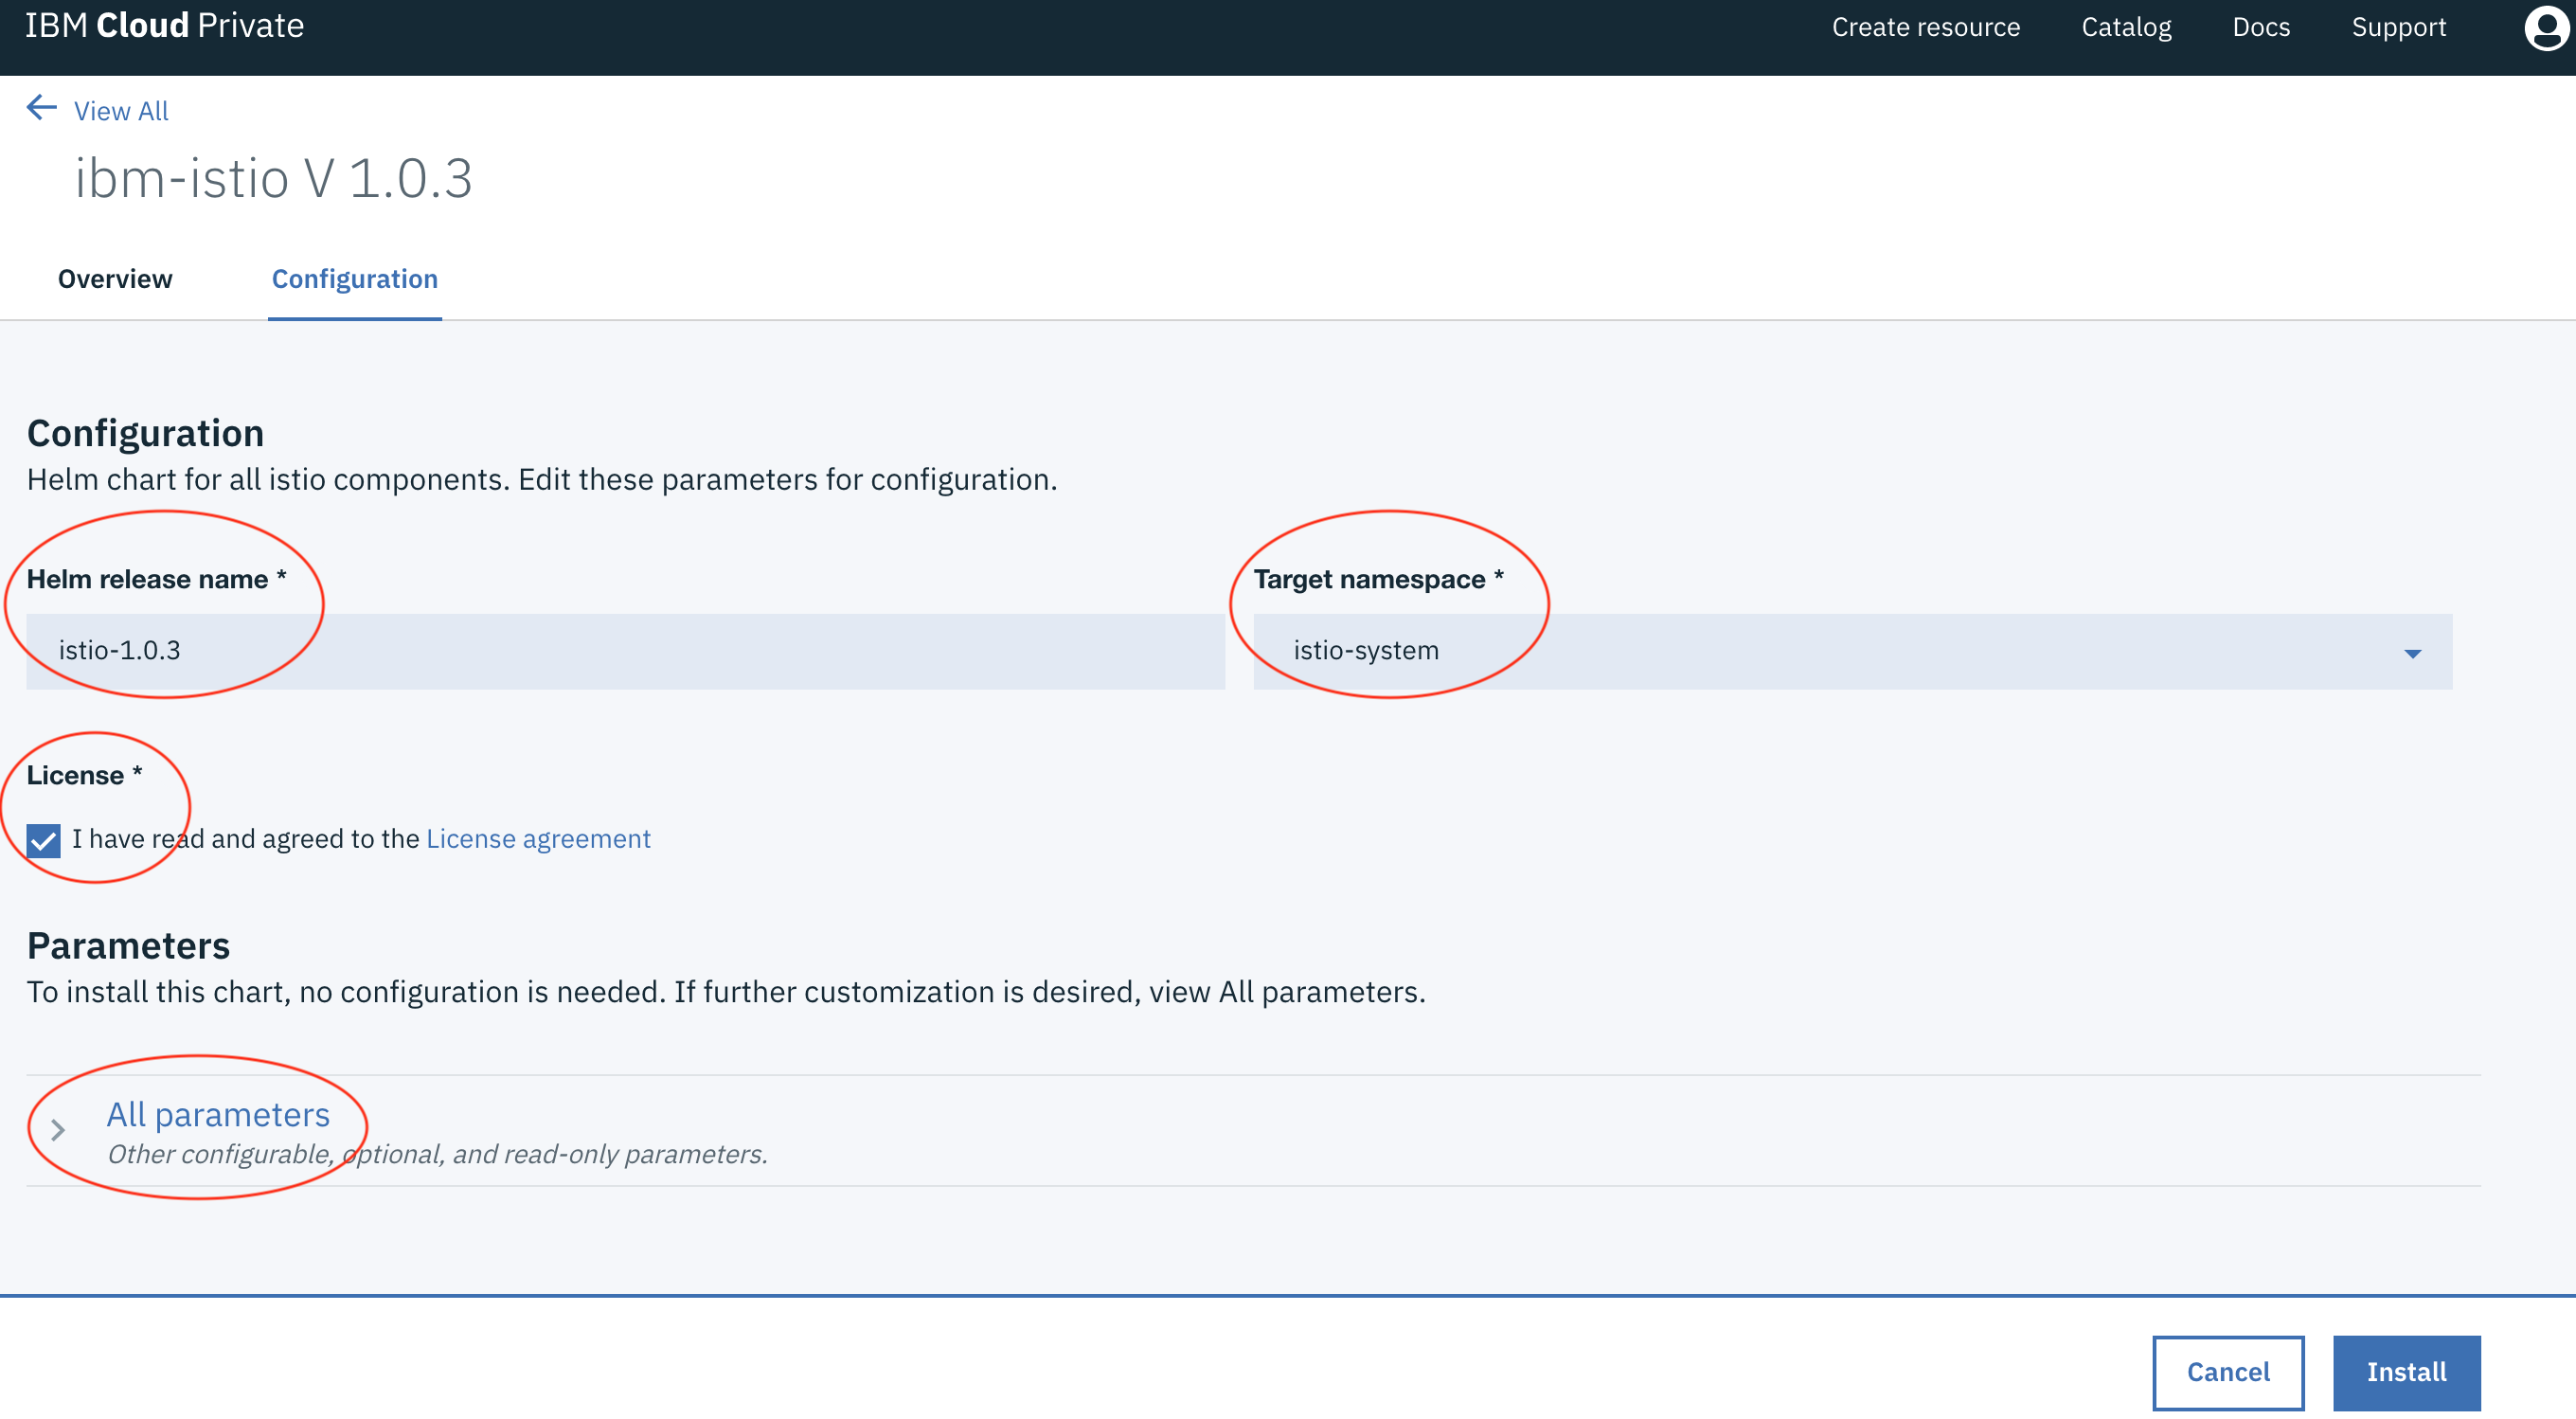 IBM Cloud Private
Create resource Catalog Docs Support
View All
ibm-istio V 1.0.3
Overview Configuration
Configuration
Helm chart for all istio components. Edit these parameters for configuration.
Helm release name * Target namespace *
istio-1.0.3 istio-system
License *
I have read and agreed to the License agreement
Parameters
To install this chart, no configuration is needed. If further customization is desired, view All parameters.
All parameters
Other configurable, optional, and read-only parameters.
Cancel Install